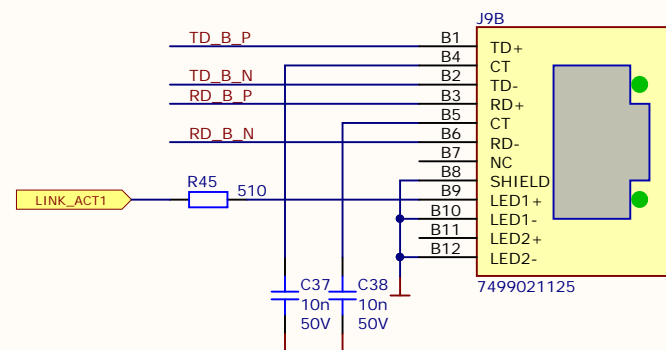 J9B
TD_B_P B1 TD+
B4 CT
TD_B_N B2 TD-
RD_B_P B3 RD+
B5 CT
RD_B_N B6 RD-
B7 NC
B8 SHIELD
LINK_ACT1 R45 510 B9 LED1+
B10 LED1-
B11 LED2+
B12 LED2-
7499021125
C37 C38
10n 10n
50V 50V